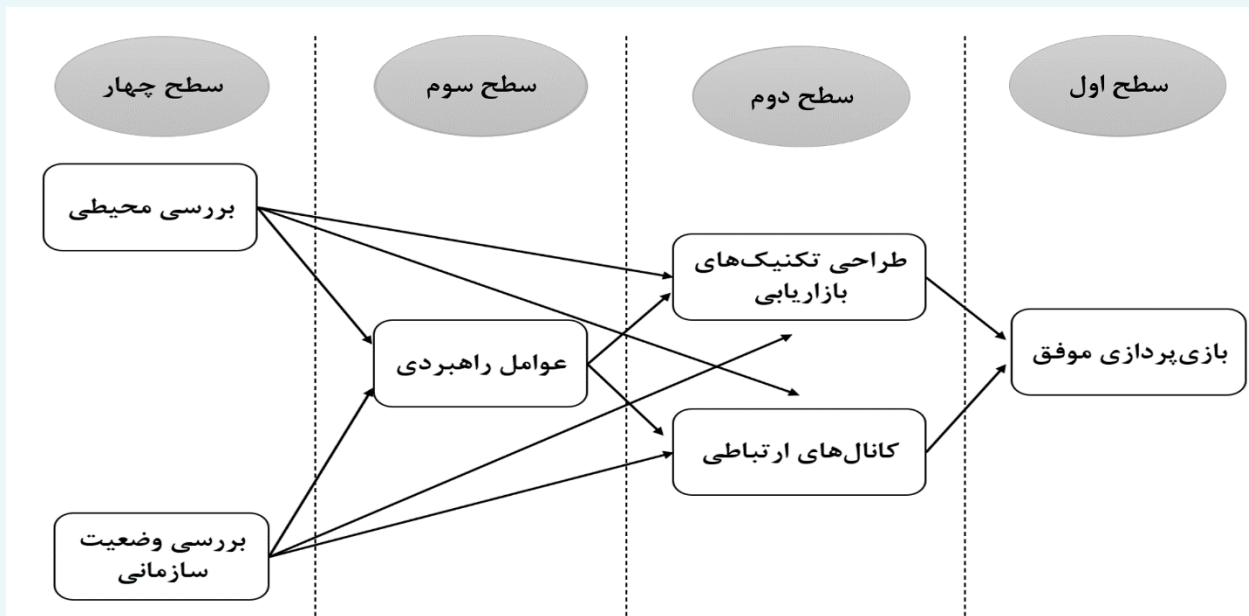 سطح اول
سطح دوم
سطح سوم
سطح چهار
بررسی محیطی
طراحی تکنیک‌های
بازاریابی
عوامل راهبردی
بازی‌پردازی موفق
کانال‌های ارتباطی
بررسی وضعیت
سازمانی